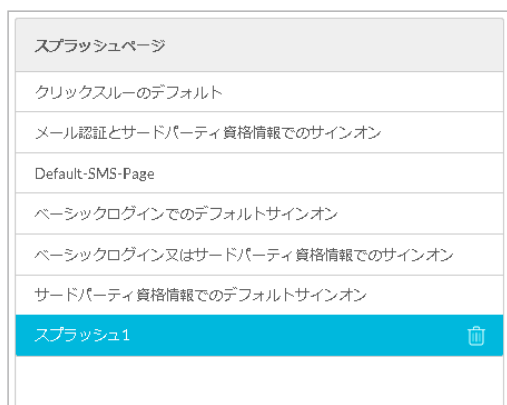 スプラッシュページ
クリックスルーのデフォルト
メール認証とサードパーティ資格情報でのサインオン
Default-SMS-Page
ベーシックログインでのデフォルトサインオン
ベーシックログイン又はサードパーティ資格情報でのサインオン
サードパーティ資格情報でのデフォルトサインオン
スプラッシュ1